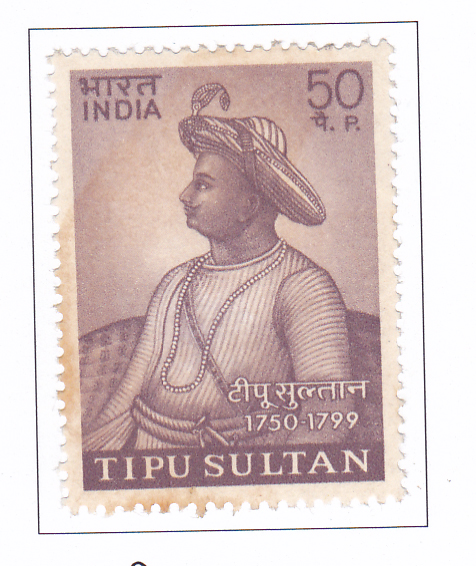 भारत
INDIA
50
पै. P.
टीपू सुल्तान
1750-1799
TIPU SULTAN